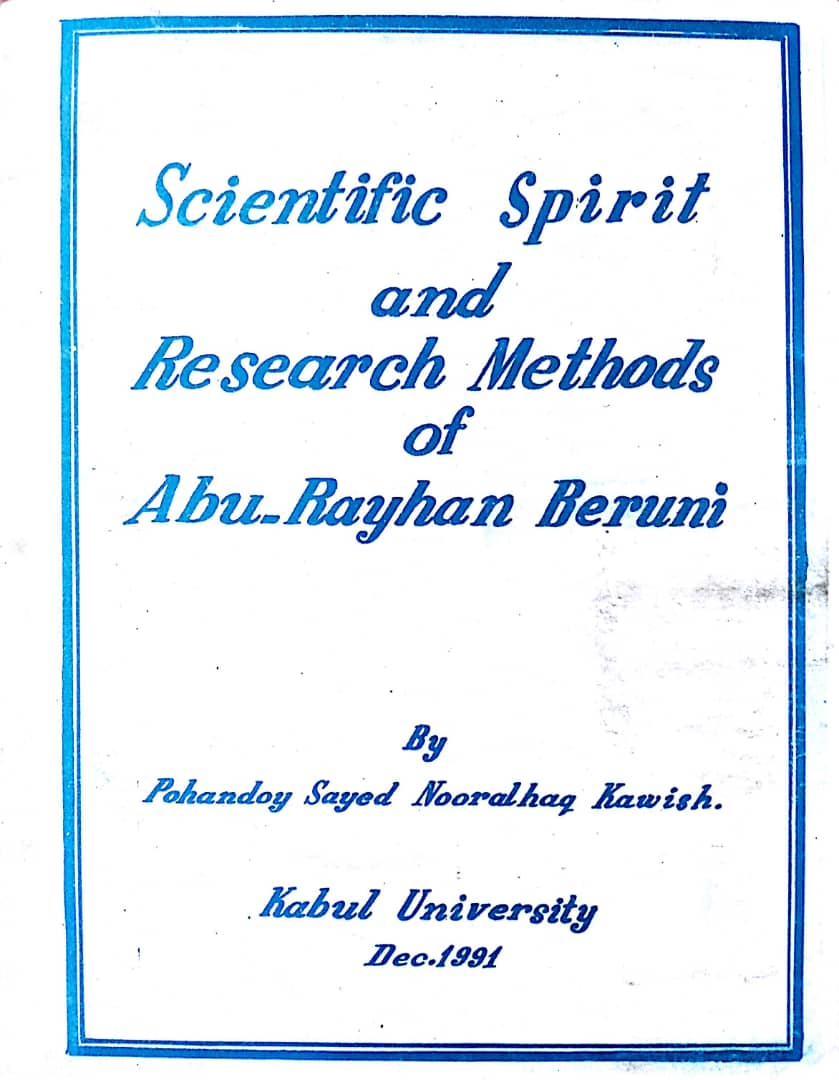 Scientific Spirit
and
Research Methods
of
Abu-Rayhan Beruni
By
Pohandoy Sayed Nooralhaq Kawish.
Kabul University
Dec.1991